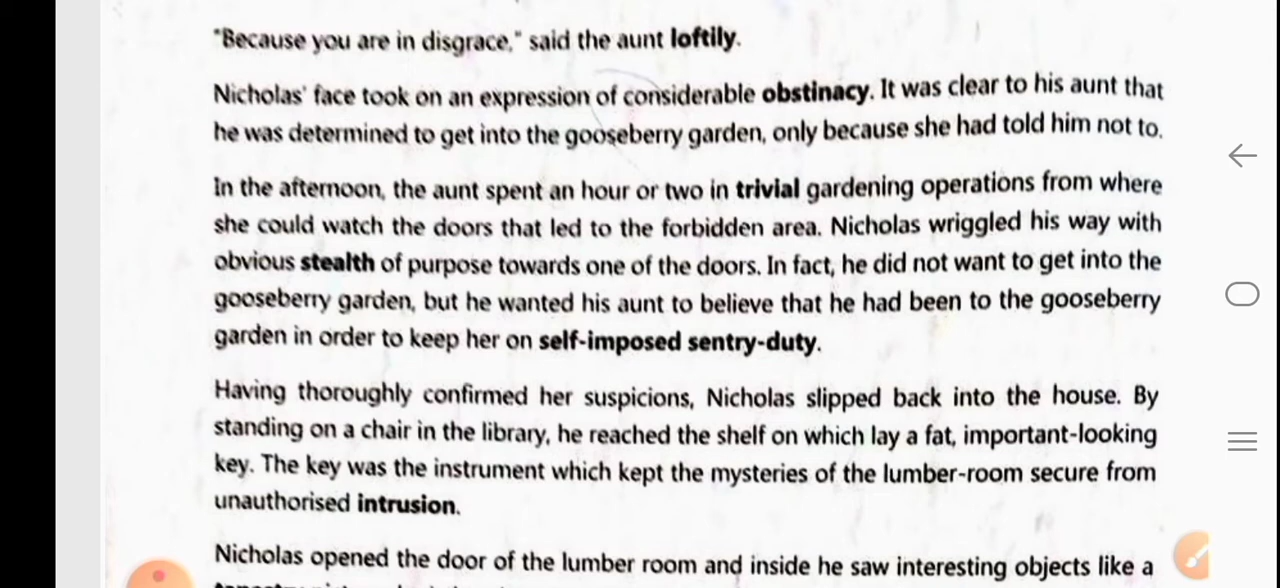 "Because you are in disgrace," said the aunt loftily.
Nicholas' face took on an expression of considerable obstinacy. It was clear to his aunt that
he was determined to get into the gooseberry garden, only because she had told him not to.
In the afternoon, the aunt spent an hour or two in trivial gardening operations from where
she could watch the doors that led to the forbidden area. Nicholas wriggled his way with
obvious stealth of purpose towards one of the doors. In fact, he did not want to get into the
gooseberry garden, but he wanted his aunt to believe that he had been to the gooseberry
garden in order to keep her on self-imposed sentry-duty.
Having thoroughly confirmed her suspicions, Nicholas slipped back into the house. By
standing on a chair in the library, he reached the shelf on which lay a fat, important-looking
key. The key was the instrument which kept the mysteries of the lumber-room secure from
unauthorised intrusion.
Nicholas opened the door of the lumber room and inside he saw interesting objects like a